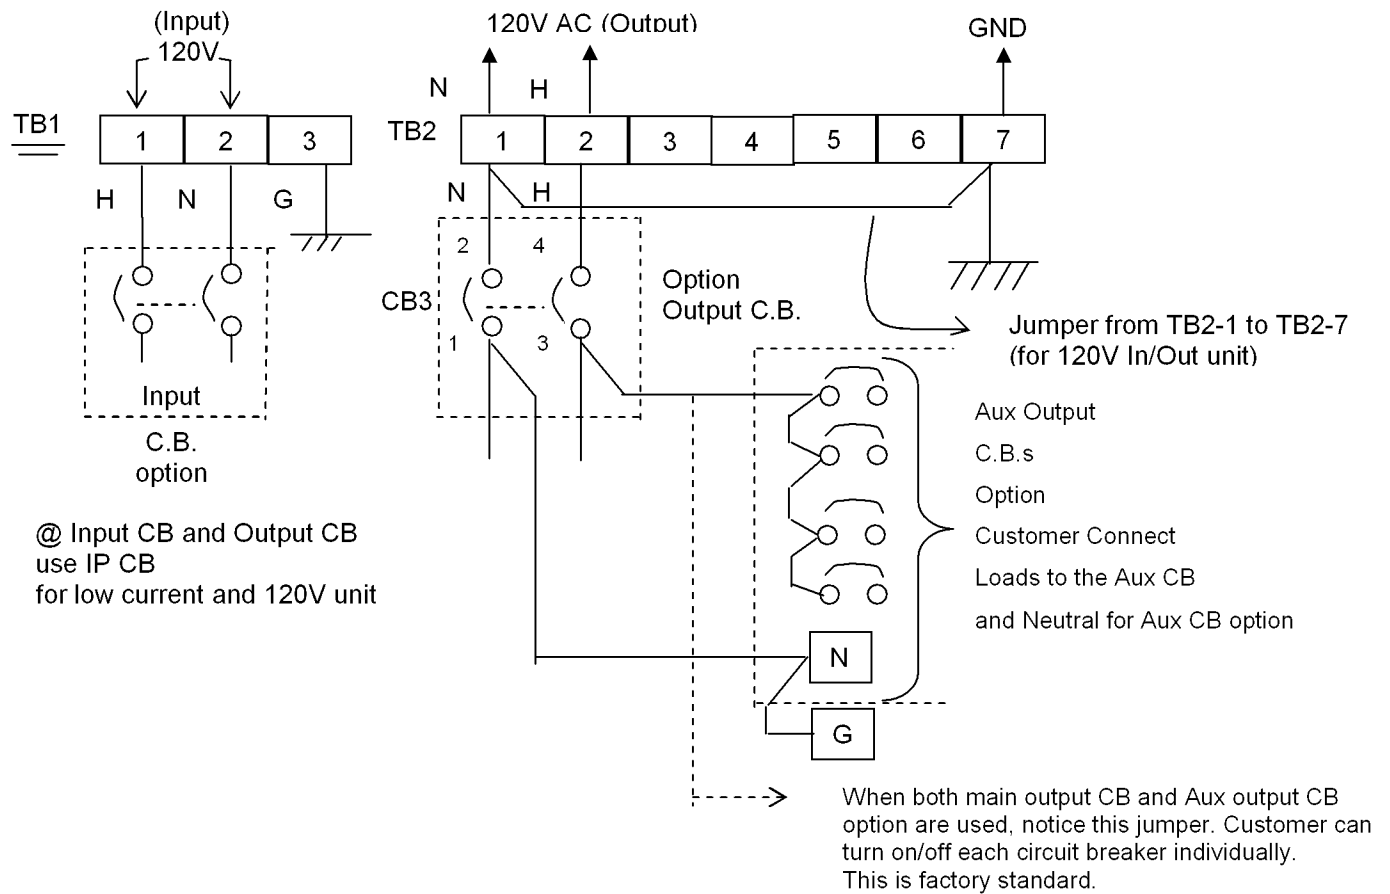 (Input)
120V
120V AC (Output)
GND
N H
TB1
1 2 3
TB2
1 2 3 4 5 6 7
H N G
N H
2 4
CB3
1 3
Option
Output C.B.
Input
C.B.
option
Jumper from TB2-1 to TB2-7
(for 120V In/Out unit)
@ Input CB and Output CB
use IP CB
for low current and 120V unit
Aux Output
C.B.s
Option
Customer Connect
Loads to the Aux CB
and Neutral for Aux CB option
N
G
When both main output CB and Aux output CB
option are used, notice this jumper. Customer can
turn on/off each circuit breaker individually.
This is factory standard.